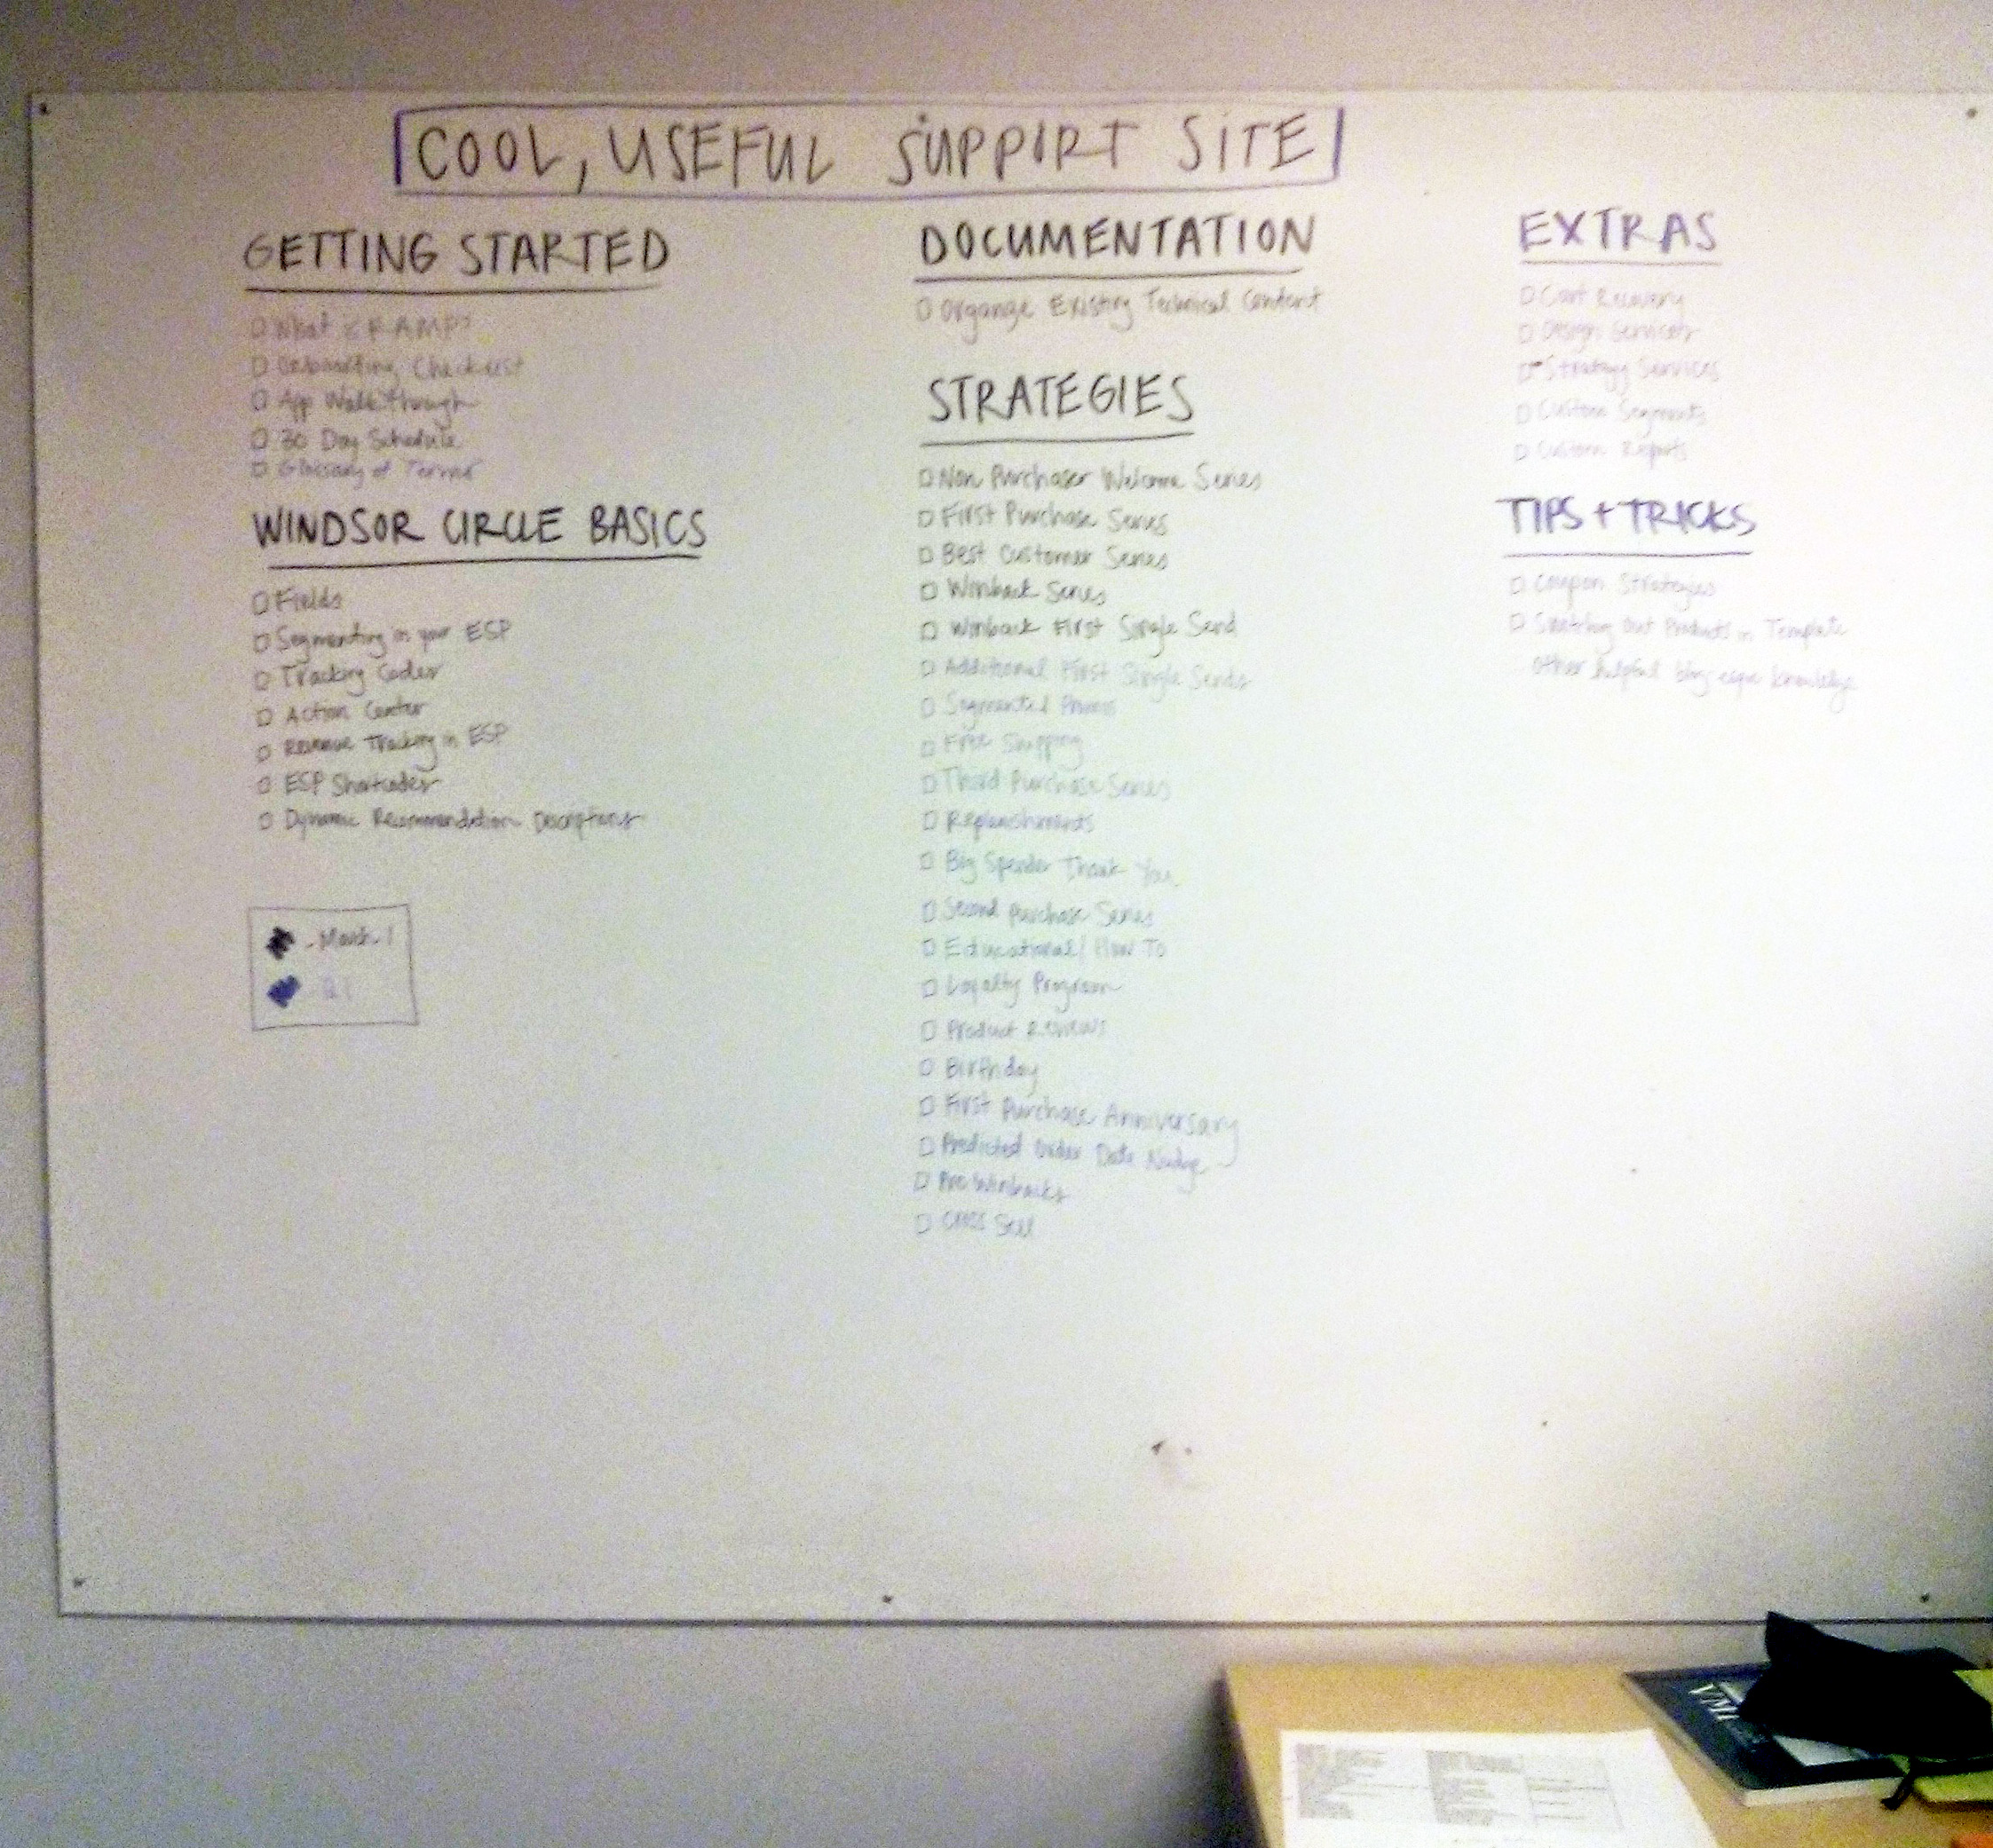 COOL, USEFUL SUPPORT SITE
GETTING STARTED
What is RAMP?
Onboarding Checklist
App Walkthrough
30 Day Schedule
Glossary of Terms
WINDSOR CIRCLE BASICS
Fields
Segmenting in your ESP
Tracking Codes
Action Center
Revenue Tracking in ESP
ESP Shortcodes
Dynamic Recommendation Descriptions
- March 1
- Q1
DOCUMENTATION
Organize Existing Technical Content
STRATEGIES
Non Purchaser Welcome Series
First Purchase Series
Best Customer Series
Winback Series
Winback First Single Send
Additional First Single Sends
Segmented Promos
Free Shipping
Third Purchase Series
Replenishments
Big Spender Thank You
Second Purchase Series
Educational/How To
Loyalty Program
Product Reviews
Birthday
First Purchase Anniversary
Predicted Order Date Nudge
Pre Winbacks
Cross Sell
EXTRAS
Cart Recovery
Design Services
Strategy Services
Custom Segments
Custom Reports
TIPS + TRICKS
Coupon Strategies
Switching Out Products in Template
Other helpful blog-esque knowledge
VMI